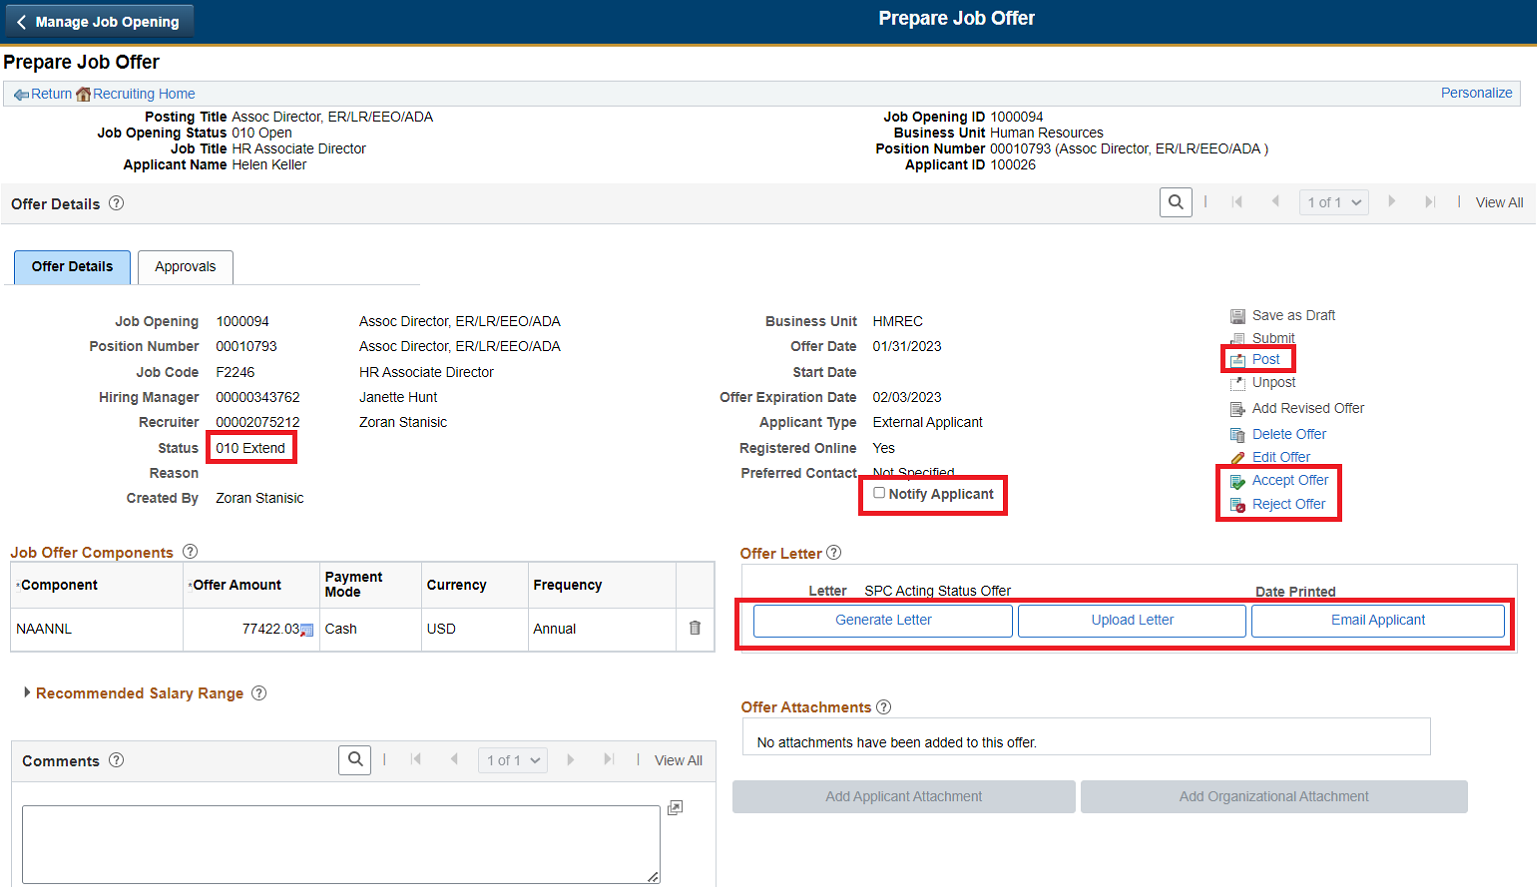 Manage Job Opening
Prepare Job Offer
Prepare Job Offer
Return Recruiting Home
Personalize
Posting Title Assoc Director, ER/LR/EEO/ADA
Job Opening ID 1000094
Job Opening Status 010 Open
Business Unit Human Resources
Job Title HR Associate Director
Position Number 00010793 (Assoc Director, ER/LR/EEO/ADA )
Applicant Name Helen Keller
Applicant ID 100026
Offer Details ?
1 of 1
View All
Offer Details
Approvals
Job Opening 1000094 Assoc Director, ER/LR/EEO/ADA
Position Number 00010793 Assoc Director, ER/LR/EEO/ADA
Job Code F2246 HR Associate Director
Hiring Manager 00000343762 Janette Hunt
Recruiter 00002075212 Zoran Stanisic
Status 010 Extend
Reason
Created By Zoran Stanisic
Business Unit HMREC
Offer Date 01/31/2023
Start Date
Offer Expiration Date 02/03/2023
Applicant Type External Applicant
Registered Online Yes
Preferred Contact Not Specified
Notify Applicant
Save as Draft
Submit
Post
Unpost
Add Revised Offer
Delete Offer
Edit Offer
Accept Offer
Reject Offer
Job Offer Components ?
*Component *Offer Amount Payment Mode Currency Frequency
NAANNL 77422.03 Cash USD Annual
Offer Letter ?
Letter SPC Acting Status Offer Date Printed
Generate Letter Upload Letter Email Applicant
Recommended Salary Range ?
Offer Attachments ?
No attachments have been added to this offer.
Add Applicant Attachment Add Organizational Attachment
Comments ?
1 of 1
View All